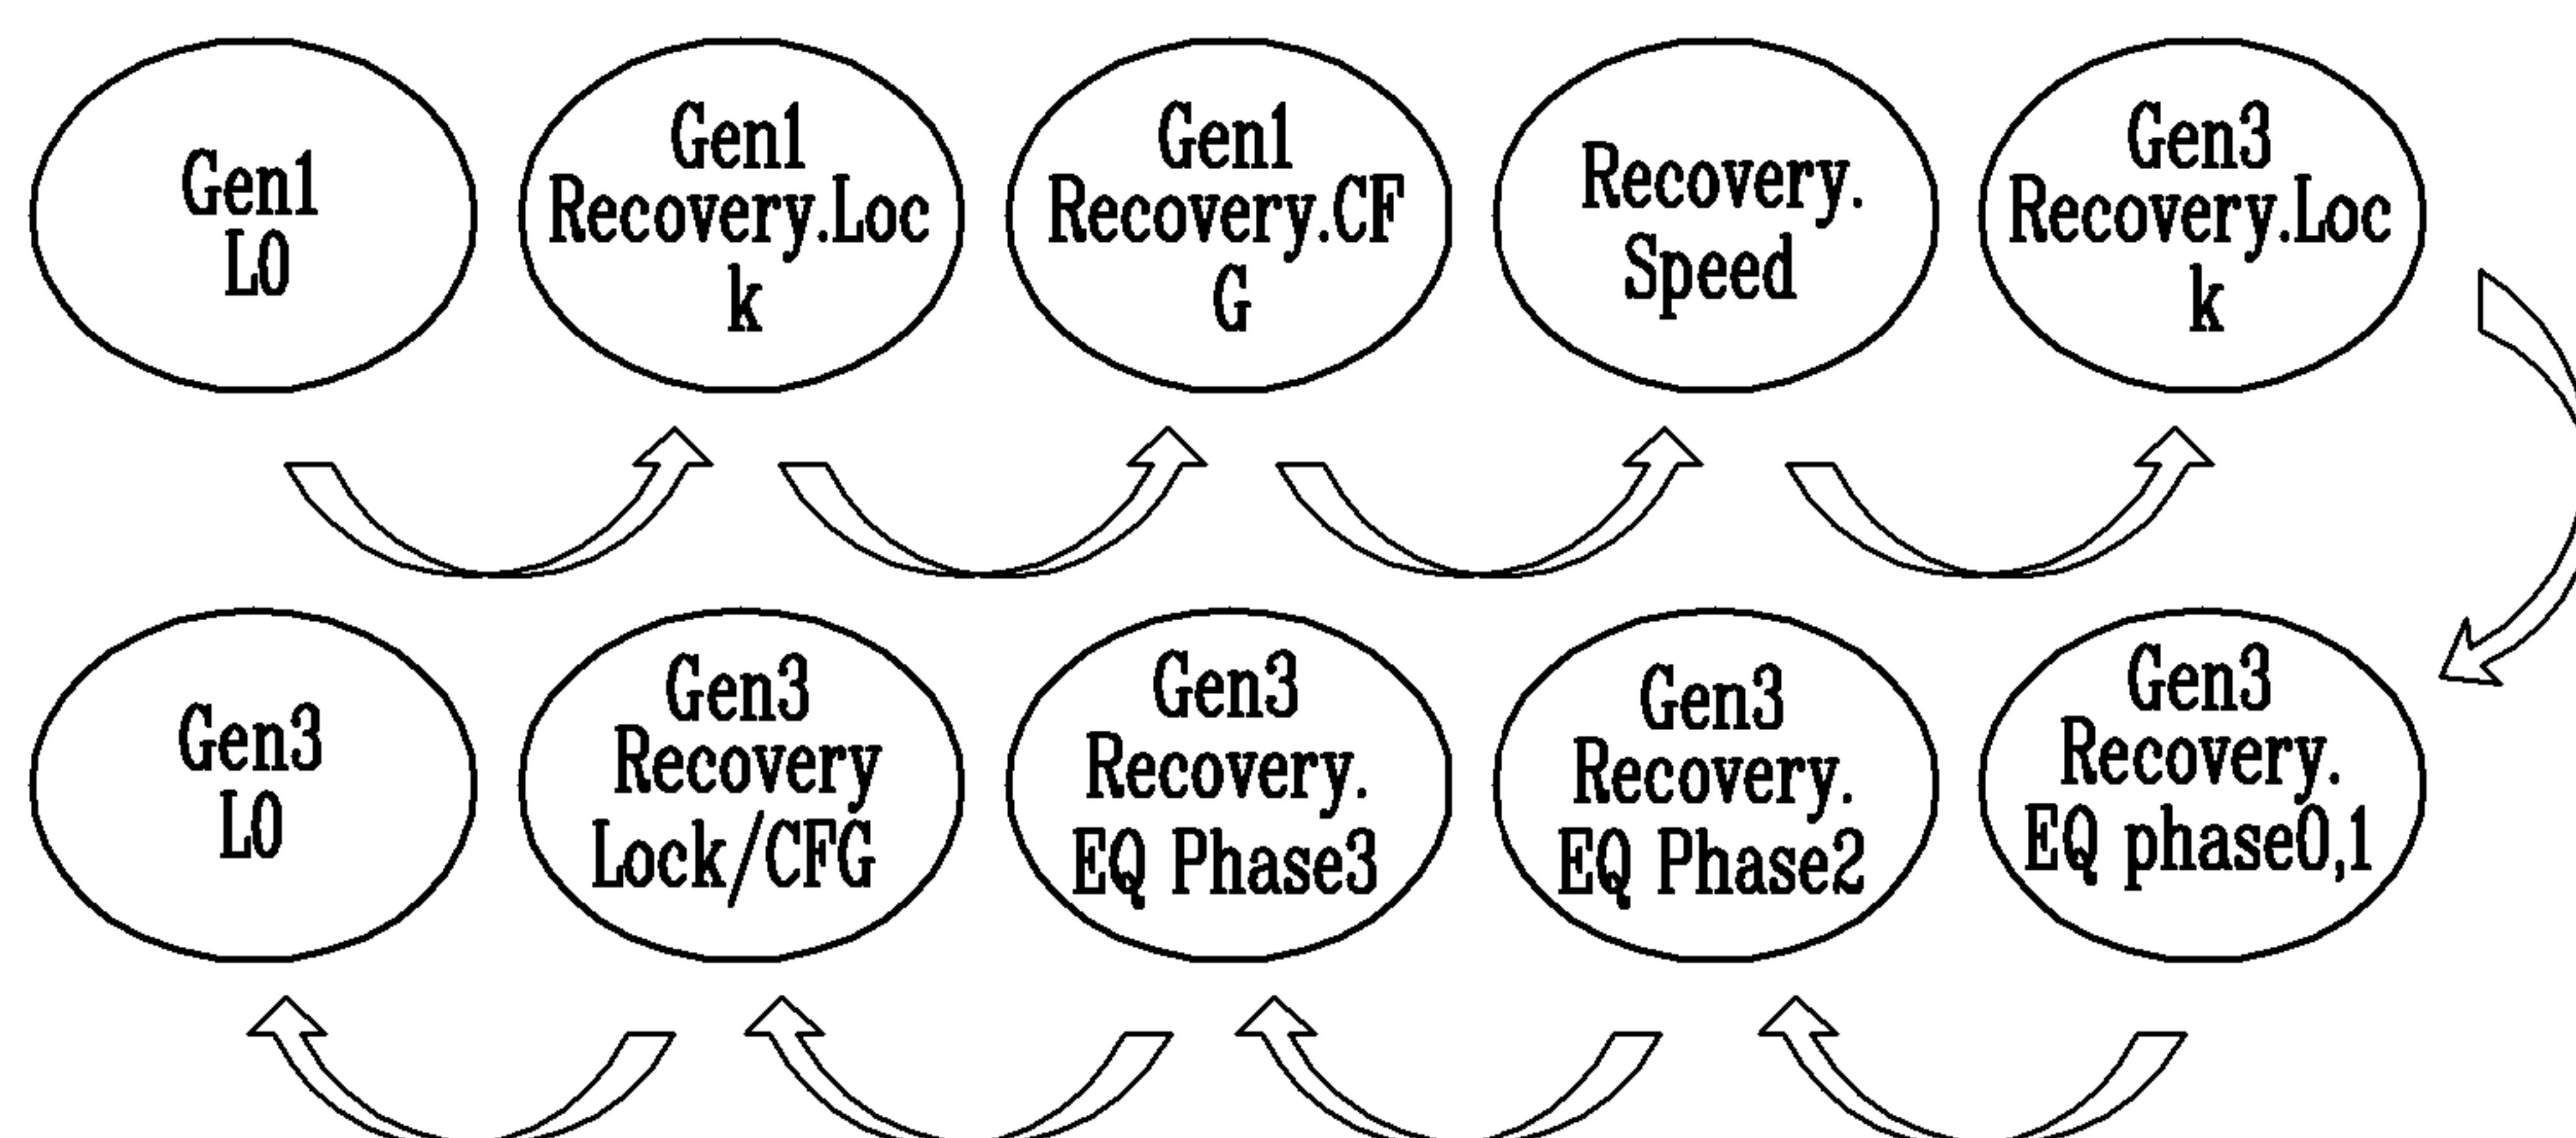 Gen1
L0
Gen1
Recovery.Loc
k
Gen1
Recovery.CF
G
Recovery.
Speed
Gen3
Recovery.Loc
k
Gen3
L0
Gen3
Recovery
Lock/CFG
Gen3
Recovery.
EQ Phase3
Gen3
Recovery.
EQ Phase2
Gen3
Recovery.
EQ phase0,1